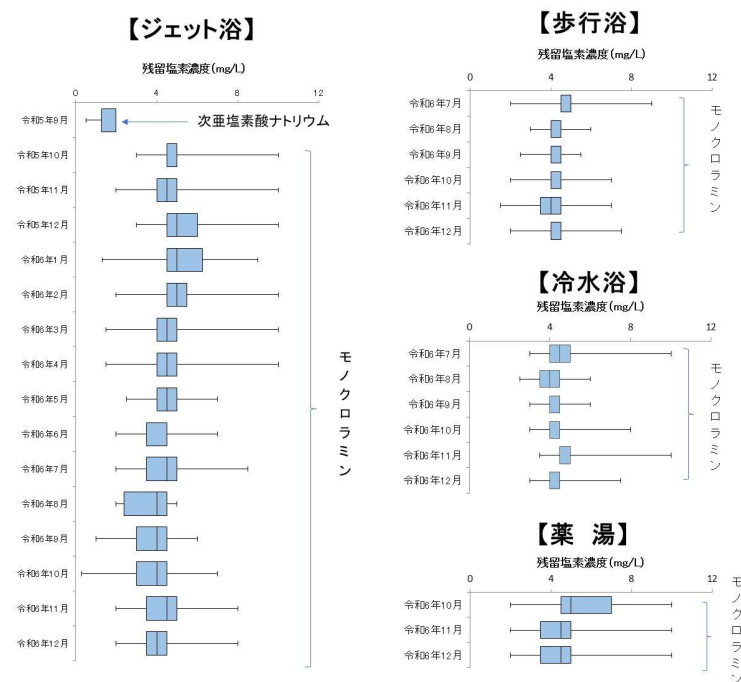 【ジェット浴】
残留塩素濃度(mg/L)
0 4 8 12
令和5年9月
次亜塩素酸ナトリウム
令和5年10月
令和5年11月
令和5年12月
令和6年1月
令和6年2月
令和6年3月
令和6年4月
令和6年5月
令和6年6月
令和6年7月
令和6年8月
令和6年9月
令和6年10月
令和6年11月
令和6年12月
モノクロラミン
【歩行浴】
残留塩素濃度(mg/L)
0 4 8 12
令和6年7月
令和6年8月
令和6年9月
令和6年10月
令和6年11月
令和6年12月
モノクロラミン
【冷水浴】
残留塩素濃度(mg/L)
0 4 8 12
令和6年7月
令和6年8月
令和6年9月
令和6年10月
令和6年11月
令和6年12月
モノクロラミン
【薬 湯】
残留塩素濃度(mg/L)
0 4 8 12
令和6年10月
令和6年11月
令和6年12月
モノクロラミン